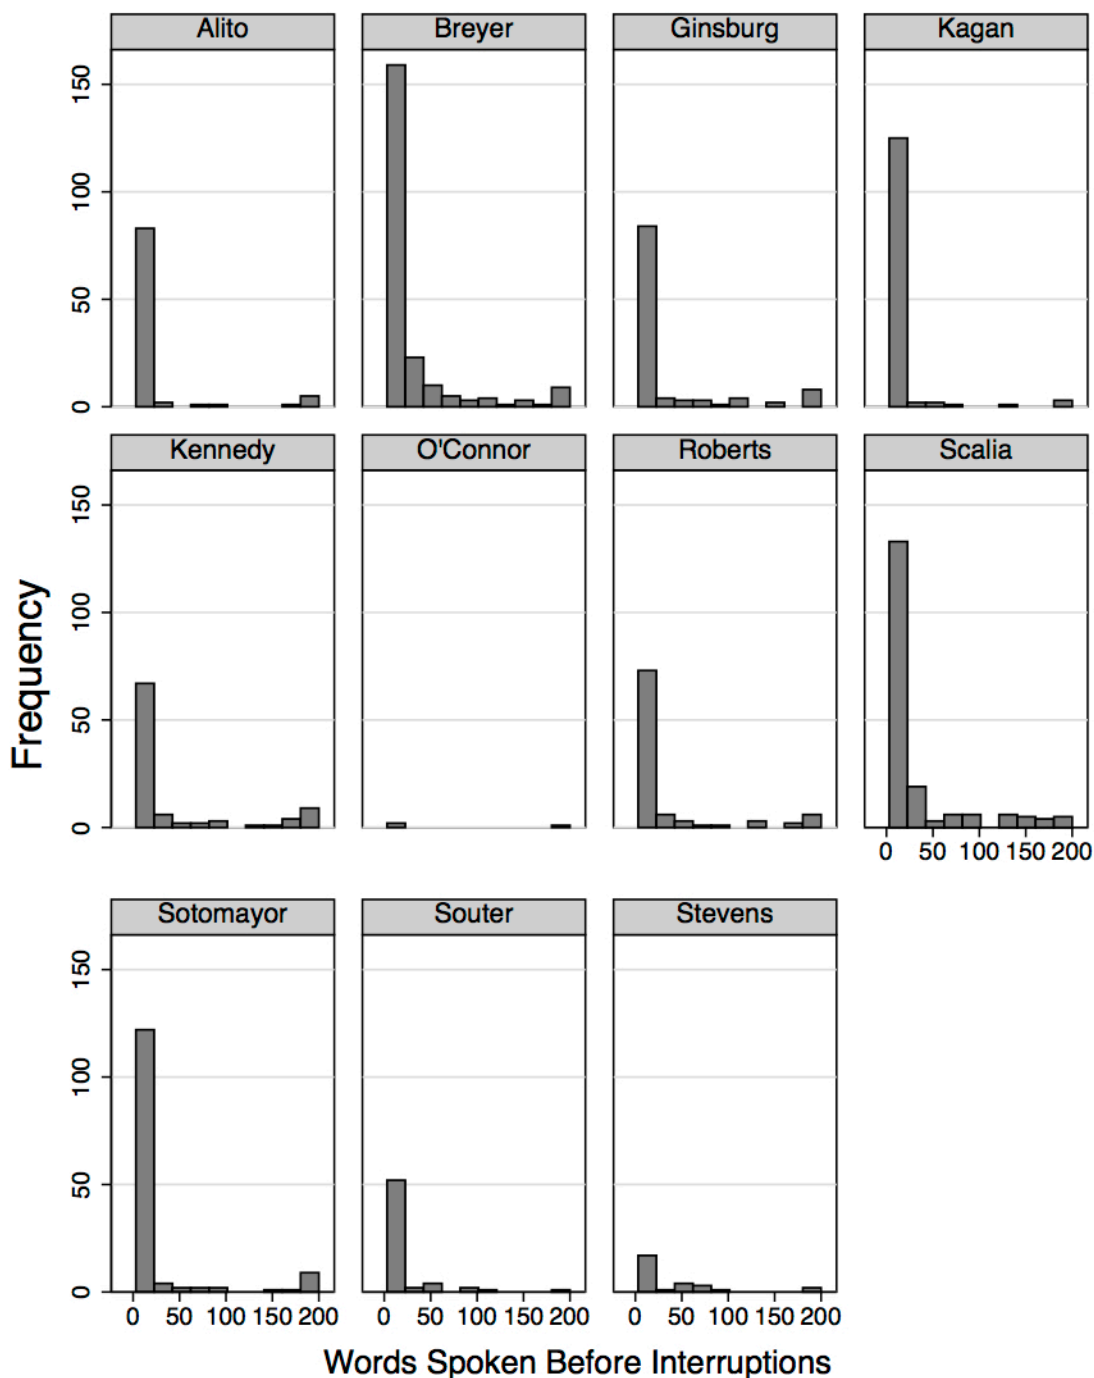 Alito Breyer Ginsburg Kagan
150
100
50
0
Kennedy O'Connor Roberts Scalia
150
100
50
0
0 50 100 150 200
Sotomayor Souter Stevens
150
100
50
0
0 50 100 150 200 0 50 100 150 200 0 50 100 150 200
Frequency
Words Spoken Before Interruptions